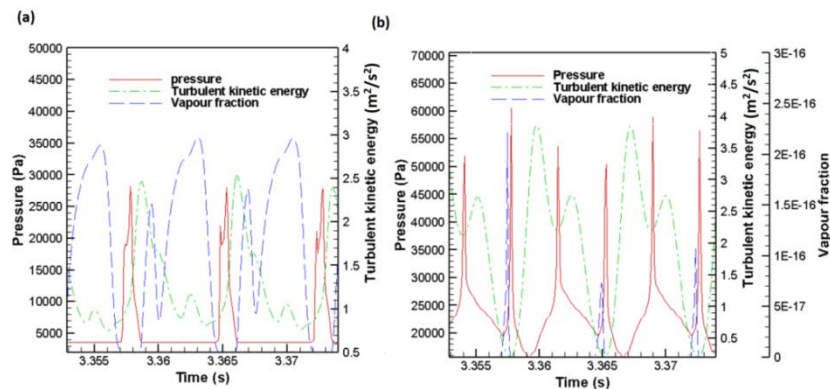 (a)
50000
45000
40000
35000
30000
25000
20000
15000
10000
5000
Pressure (Pa)
pressure
Turbulent kinetic energy
Vapour fraction
4
3.5
3
2.5
2
1.5
1
0.5
Turbulent kinetic energy (m²/s²)
3.355
3.36
3.365
3.37
Time (s)
(b)
70000
65000
60000
55000
50000
45000
40000
35000
30000
25000
20000
Pressure (Pa)
Pressure
Turbulent kinetic energy
Vapour fraction
5
4.5
4
3.5
3
2.5
2
1.5
1
0.5
0
Turbulent kinetic energy (m²/s²)
3E-16
2.5E-16
2E-16
1.5E-16
1E-16
5E-17
0
Vapour fraction
3.355
3.36
3.365
3.37
Time (s)